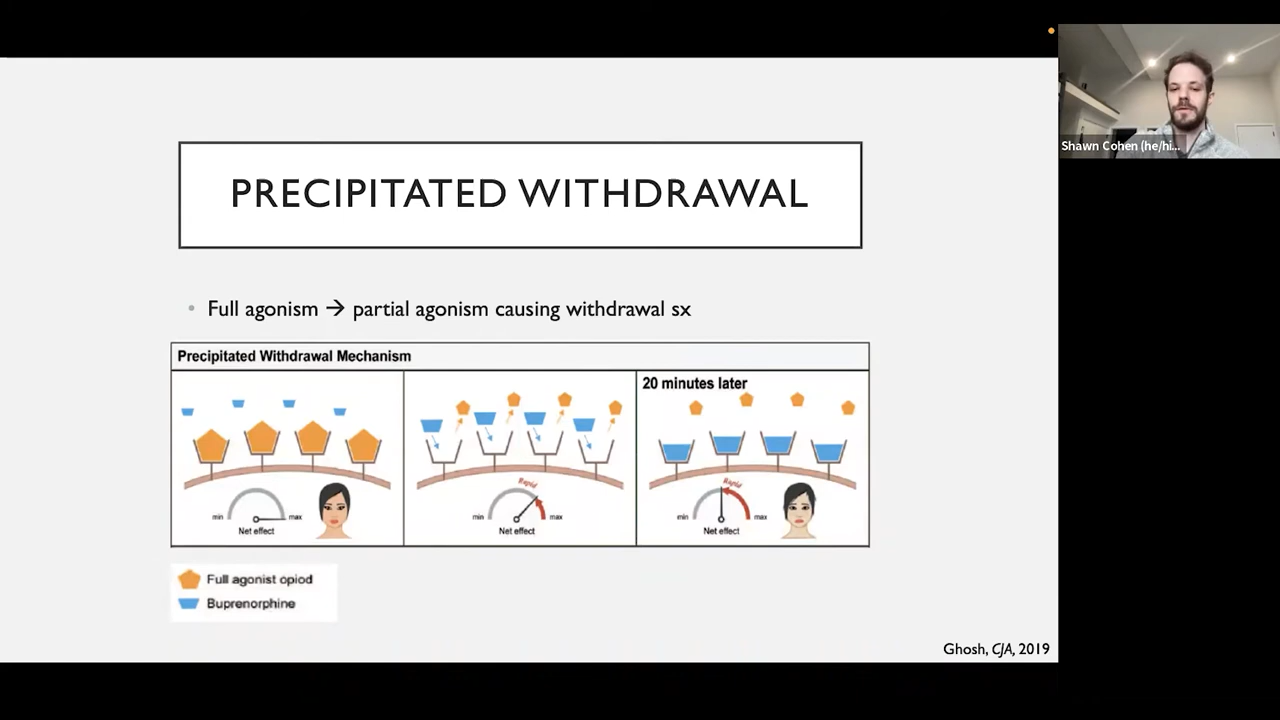 Shawn Cohen (he/hi...
PRECIPITATED WITHDRAWAL
• Full agonism → partial agonism causing withdrawal sx
Precipitated Withdrawal Mechanism
20 minutes later
min max
Net effect
Rapid
min max
Net effect
Rapid
min max
Net effect
Full agonist opiod
Buprenorphine
Ghosh, CJA, 2019